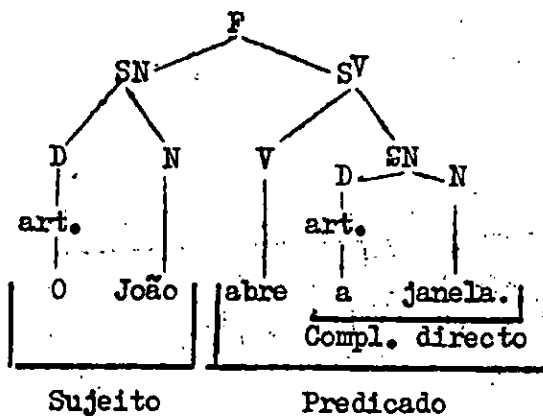 F
SN SV
D N V SN
D N
art. art.
O João abre a janela.
Compl. directo
Sujeito Predicado